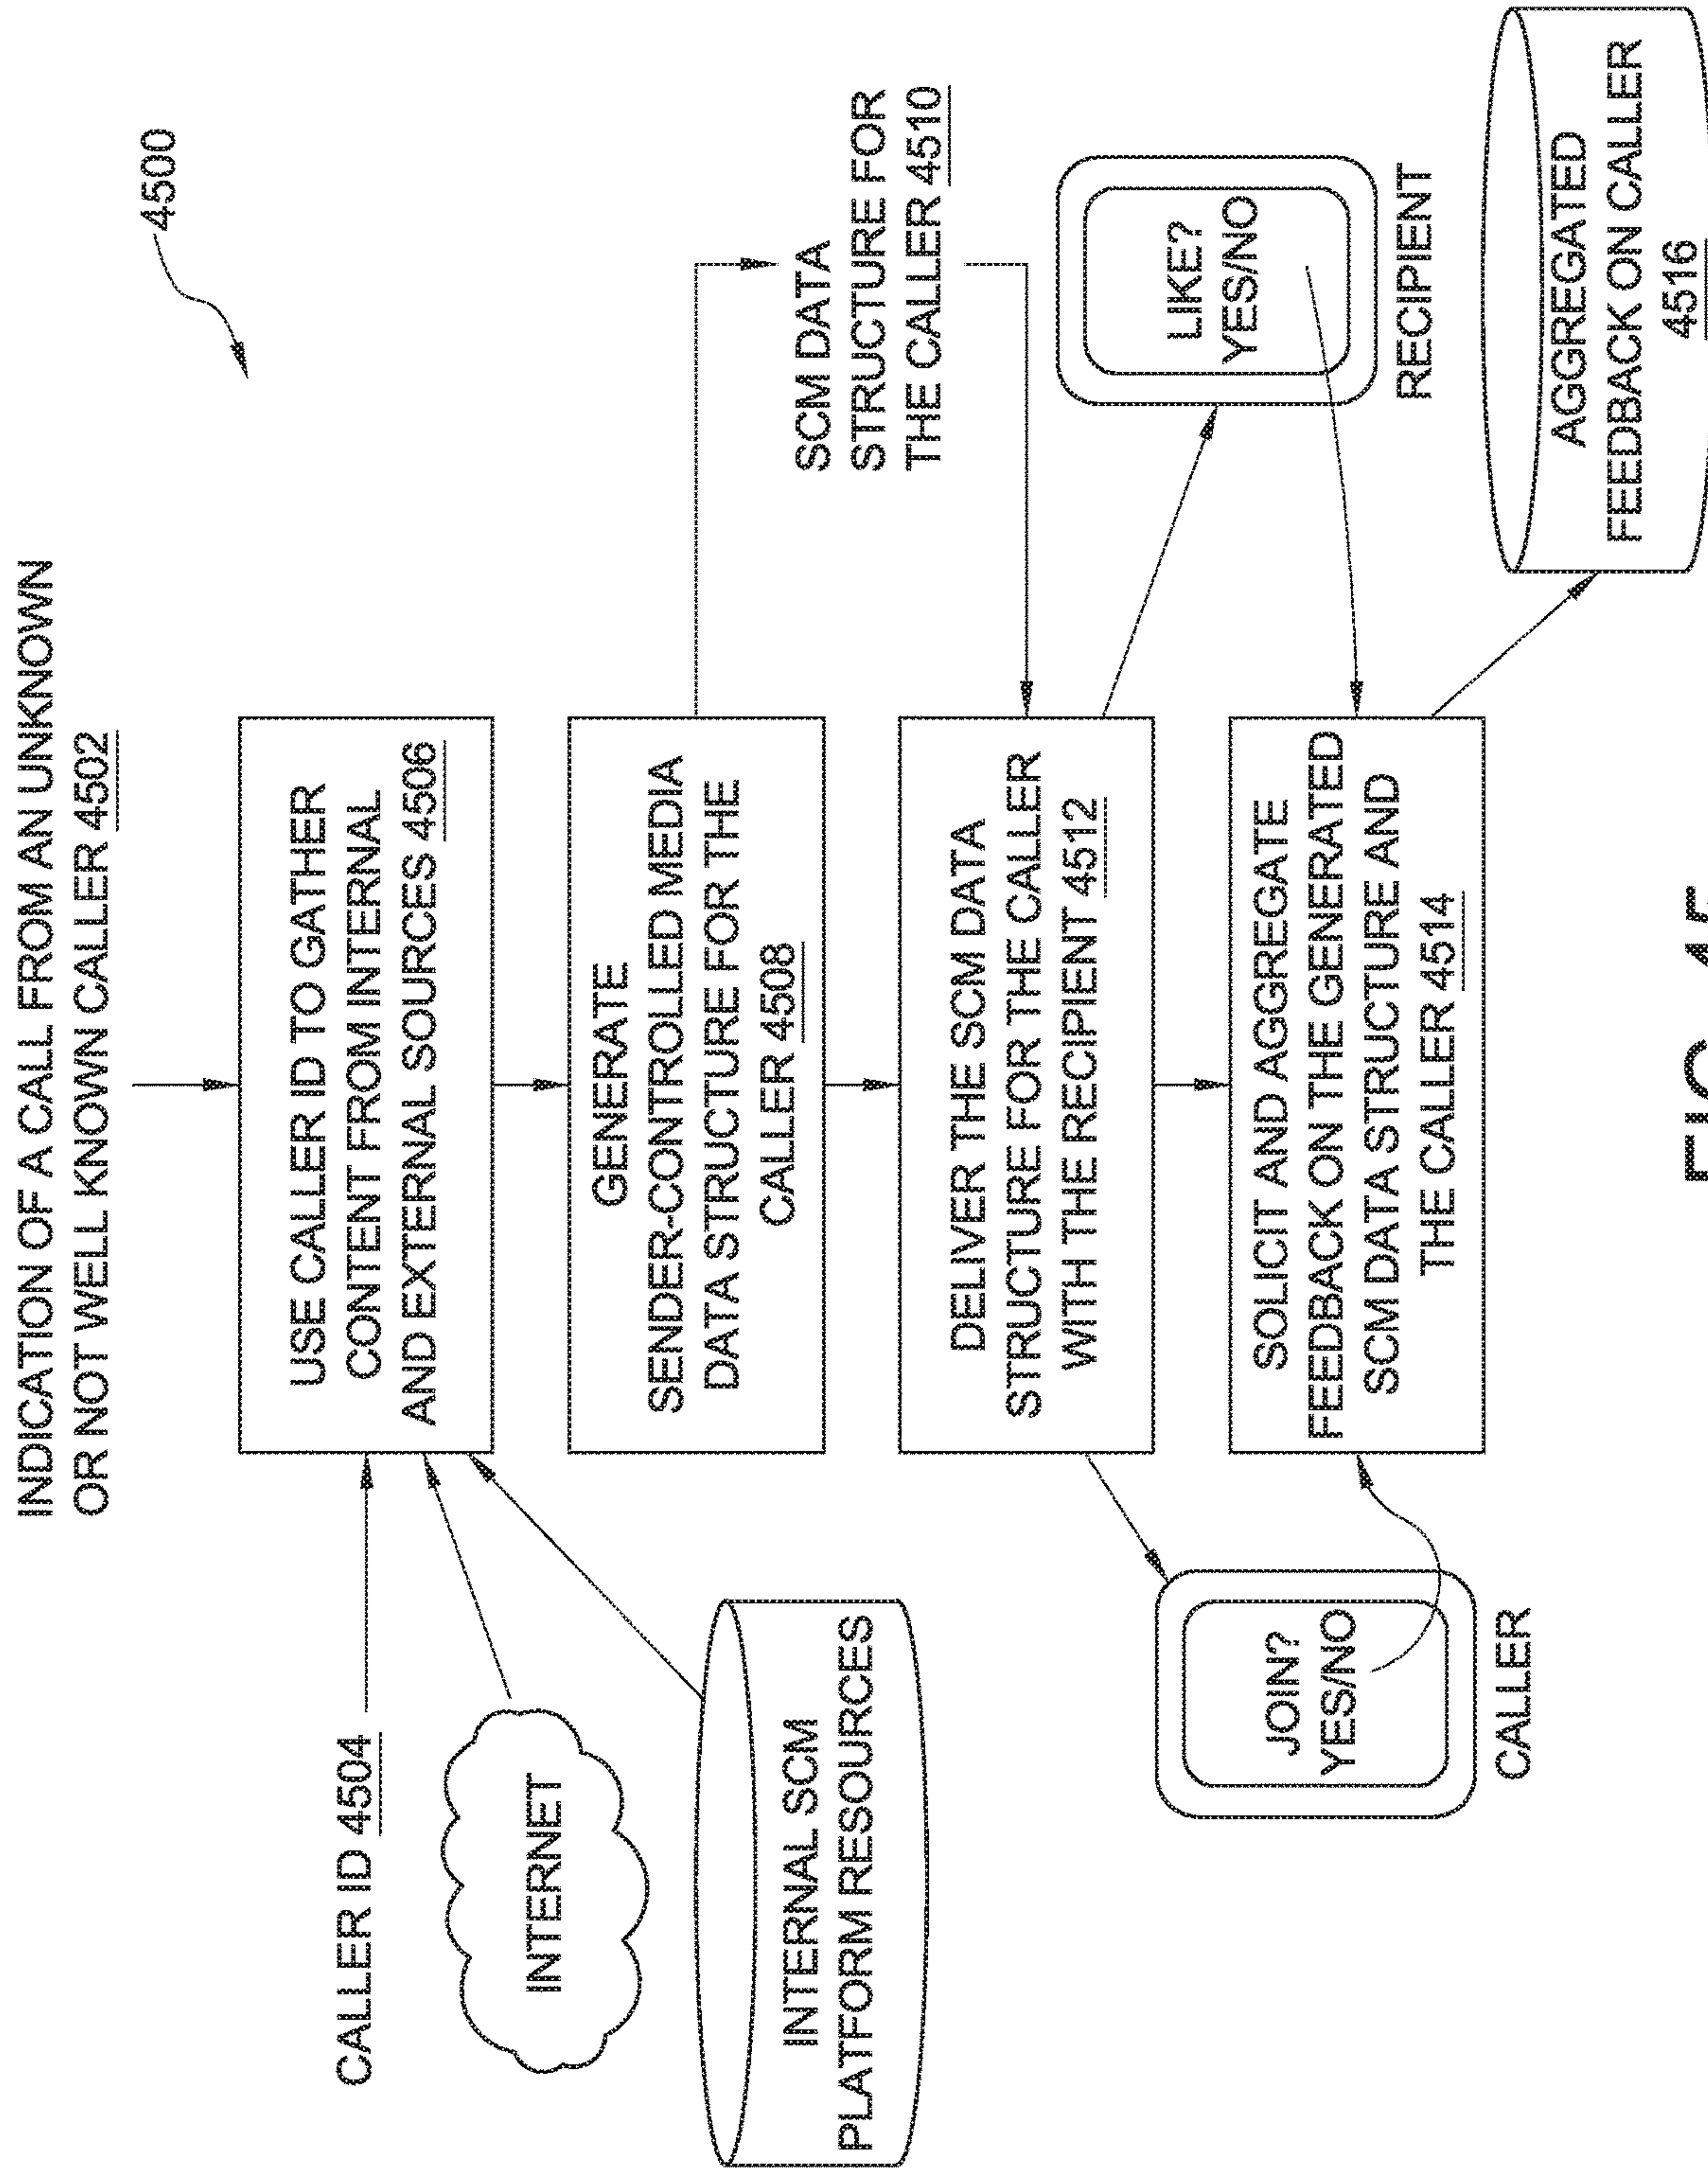 4500
INDICATION OF A CALL FROM AN UNKNOWN
OR NOT WELL KNOWN CALLER 4502
CALLER ID 4504
INTERNET
INTERNAL SCM
PLATFORM RESOURCES
USE CALLER ID TO GATHER
CONTENT FROM INTERNAL
AND EXTERNAL SOURCES 4506
GENERATE
SENDER-CONTROLLED MEDIA
DATA STRUCTURE FOR THE
CALLER 4508
SCM DATA
STRUCTURE FOR
THE CALLER 4510
DELIVER THE SCM DATA
STRUCTURE FOR THE CALLER
WITH THE RECIPIENT 4512
LIKE?
YES/NO
RECIPIENT
JOIN?
YES/NO
CALLER
SOLICIT AND AGGREGATE
FEEDBACK ON THE GENERATED
SCM DATA STRUCTURE AND
THE CALLER 4514
AGGREGATED
FEEDBACK ON CALLER
4516